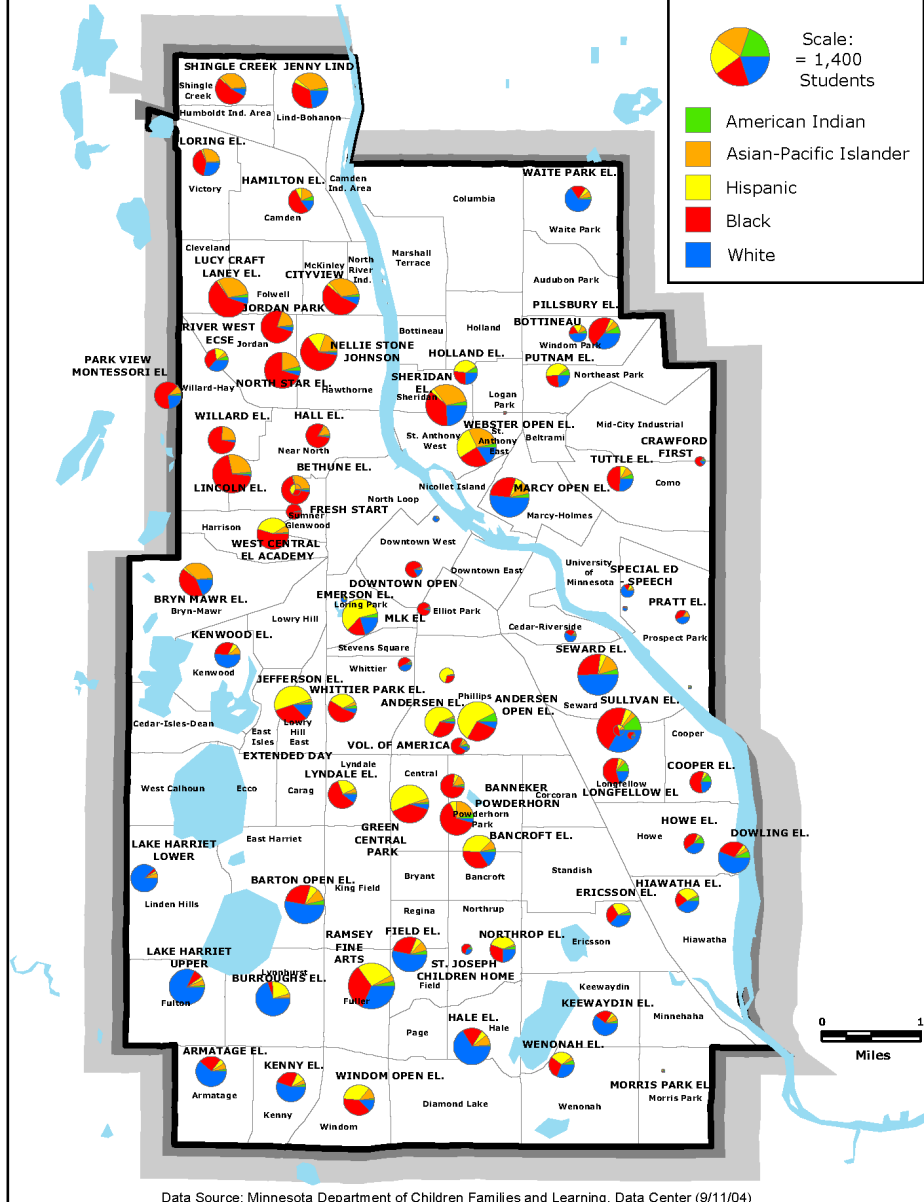 Scale:
= 1,400
Students
American Indian
Asian-Pacific Islander
Hispanic
Black
White
SHINGLE CREEK
JENNY LIND
Shingle
Creek
Humboldt Ind. Area
Lind-Bohanon
LORING EL.
Victory
HAMILTON EL.
Camden
Ind. Area
Camden
WAITE PARK EL.
Columbia
Waite Park
Cleveland
LUCY CRAFT
LANEY EL.
McKinley
CITYVIEW
North
River
Ind.
Marshall
Terrace
Audubon Park
Folwell
JORDAN PARK
PILLSBURY EL.
RIVER WEST
ECSE
Jordan
NELLIE STONE
JOHNSON
Bottineau
Holland
BOTTINEAU
Windom Park
HOLLAND EL.
PUTNAM EL.
Northeast Park
PARK VIEW
MONTESSORI EL
Willard-Hay
NORTH STAR EL.
Hawthorne
SHERIDAN
EL.
Sheridan
Logan
Park
WILLARD EL.
HALL EL.
Near North
WEBSTER OPEN EL.
St. Anthony
West
St.
Anthony
East
Beltrami
Mid-City Industrial
CRAWFORD
FIRST
BETHUNE EL.
TUTTLE EL.
Como
LINCOLN EL.
Nicollet Island
MARCY OPEN EL.
North Loop
FRESH START
Sumner
Glenwood
Marcy-Holmes
Harrison
WEST CENTRAL
EL ACADEMY
Downtown West
BRYN MAWR EL.
Bryn-Mawr
DOWNTOWN OPEN
Downtown East
University
of
Minnesota
SPECIAL ED
- SPEECH
EMERSON EL.
Loring Park
Elliot Park
MLK EL
Lowry Hill
PRATT EL.
Cedar-Riverside
Prospect Park
KENWOOD EL.
Kenwood
Stevens Square
Whittier
SEWARD EL.
JEFFERSON EL.
WHITTIER PARK EL.
Phillips
ANDERSEN EL.
ANDERSEN
OPEN EL.
Seward
SULLIVAN EL.
Cedar-Isles-Dean
East
Isles
Lowry
Hill
East
VOL. OF AMERICA
Cooper
EXTENDED DAY
Lyndale
LYNDALE EL.
Central
COOPER EL.
West Calhoun
Ecco
Carag
BANNEKER
Corcoran
Longfellow
LONGFELLOW EL
POWDERHORN
Powderhorn
Park
GREEN
CENTRAL
PARK
BANCROFT EL.
HOWE EL.
Howe
DOWLING EL.
LAKE HARRIET
LOWER
East Harriet
Linden Hills
BARTON OPEN EL.
King Field
Bryant
Bancroft
Standish
ERICSSON EL.
HIAWATHA EL.
Regina
Northrup
RAMSEY
FINE
ARTS
FIELD EL.
NORTHROP EL.
Ericsson
Hiawatha
LAKE HARRIET
UPPER
Lynnhurst
BURROUGHS EL.
ST. JOSEPH
CHILDREN HOME
Field
Fulton
Fuller
Keewaydin
KEEWAYDIN EL.
Minnehaha
HALE EL.
Hale
Page
WENONAH EL.
0 1
Miles
ARMATAGE EL.
Armatage
KENNY EL.
Kenny
WINDOM OPEN EL.
Windom
Diamond Lake
Wenonah
MORRIS PARK EL
Morris Park
Data Source: Minnesota Department of Children Families and Learning, Data Center (9/11/04)